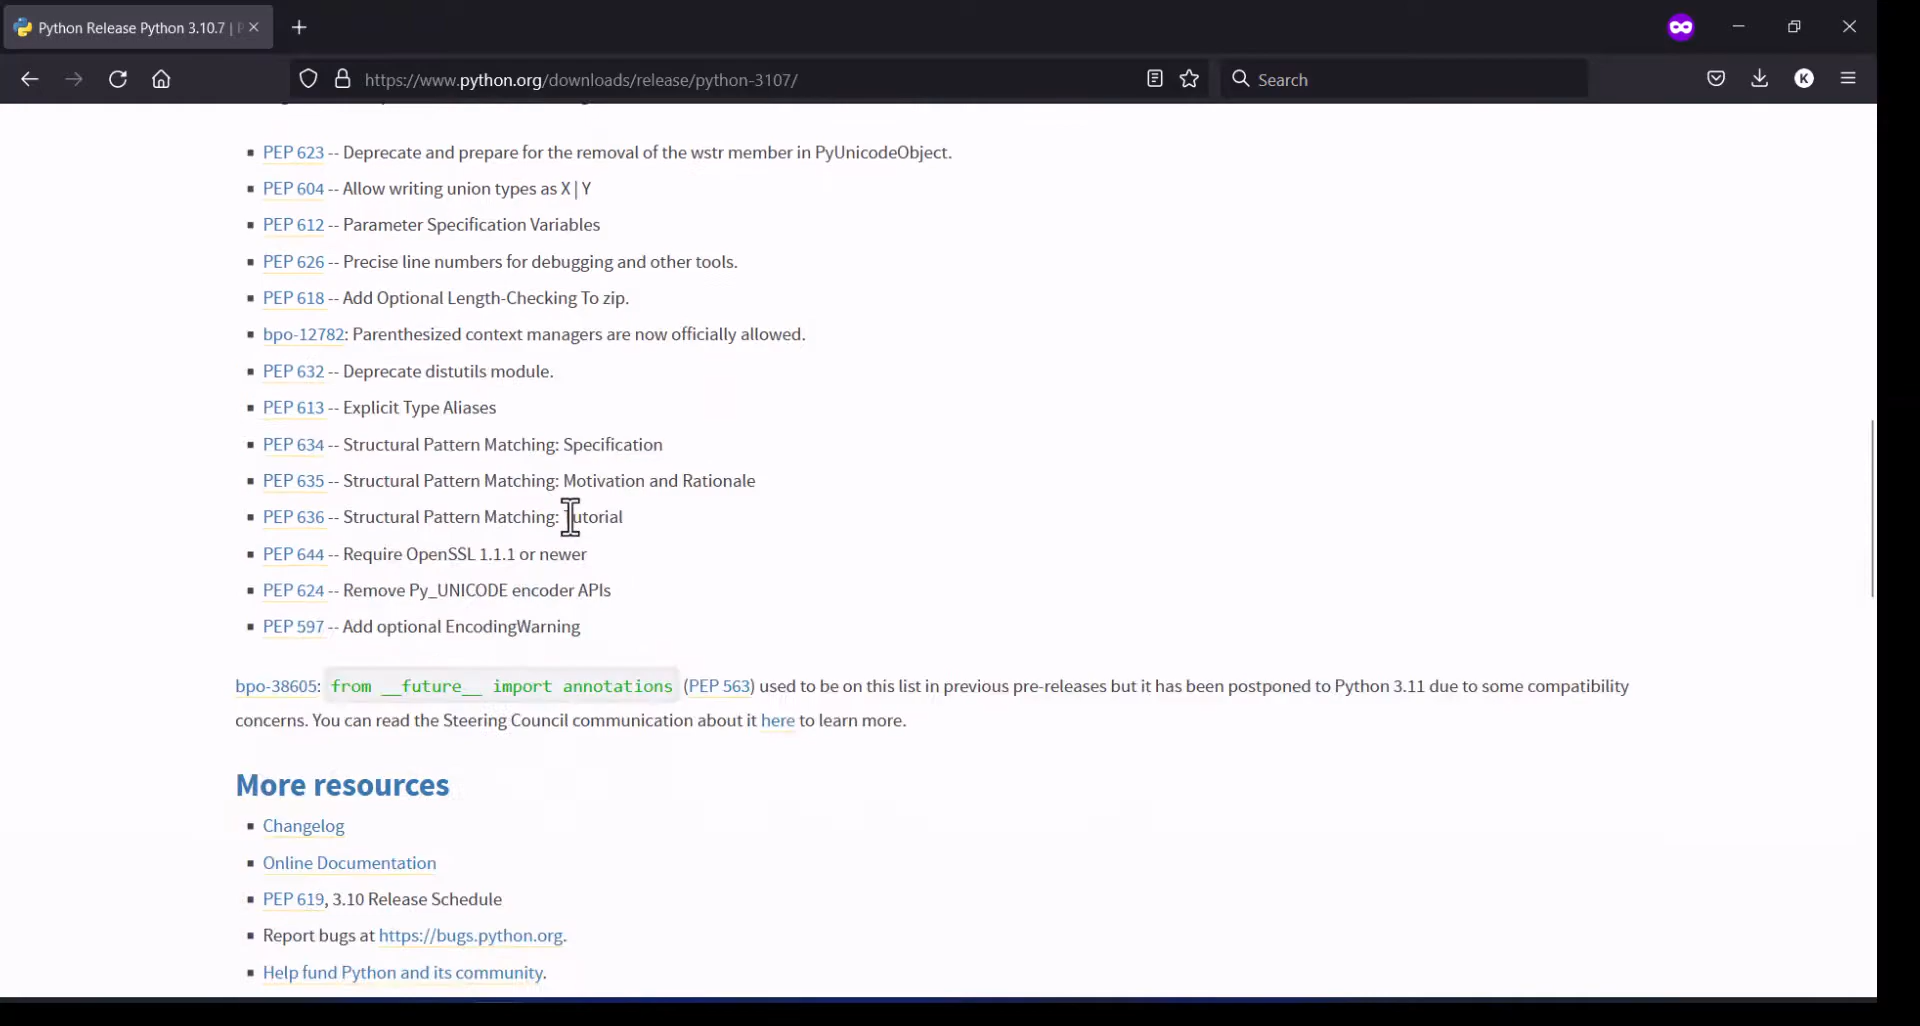 Python Release Python 3.10.7 |
https://www.python.org/downloads/release/python-3107/
Search
K
PEP 623 -- Deprecate and prepare for the removal of the wstr member in PyUnicodeObject.
PEP 604 -- Allow writing union types as X | Y
PEP 612 -- Parameter Specification Variables
PEP 626 -- Precise line numbers for debugging and other tools.
PEP 618 -- Add Optional Length-Checking To zip.
bpo-12782: Parenthesized context managers are now officially allowed.
PEP 632 -- Deprecate distutils module.
PEP 613 -- Explicit Type Aliases
PEP 634 -- Structural Pattern Matching: Specification
PEP 635 -- Structural Pattern Matching: Motivation and Rationale
PEP 636 -- Structural Pattern Matching: Tutorial
PEP 644 -- Require OpenSSL 1.1.1 or newer
PEP 624 -- Remove Py_UNICODE encoder APIs
PEP 597 -- Add optional EncodingWarning
bpo-38605: from __future__ import annotations (PEP 563) used to be on this list in previous pre-releases but it has been postponed to Python 3.11 due to some compatibility
concerns. You can read the Steering Council communication about it here to learn more.
More resources
Changelog
Online Documentation
PEP 619, 3.10 Release Schedule
Report bugs at https://bugs.python.org.
Help fund Python and its community.